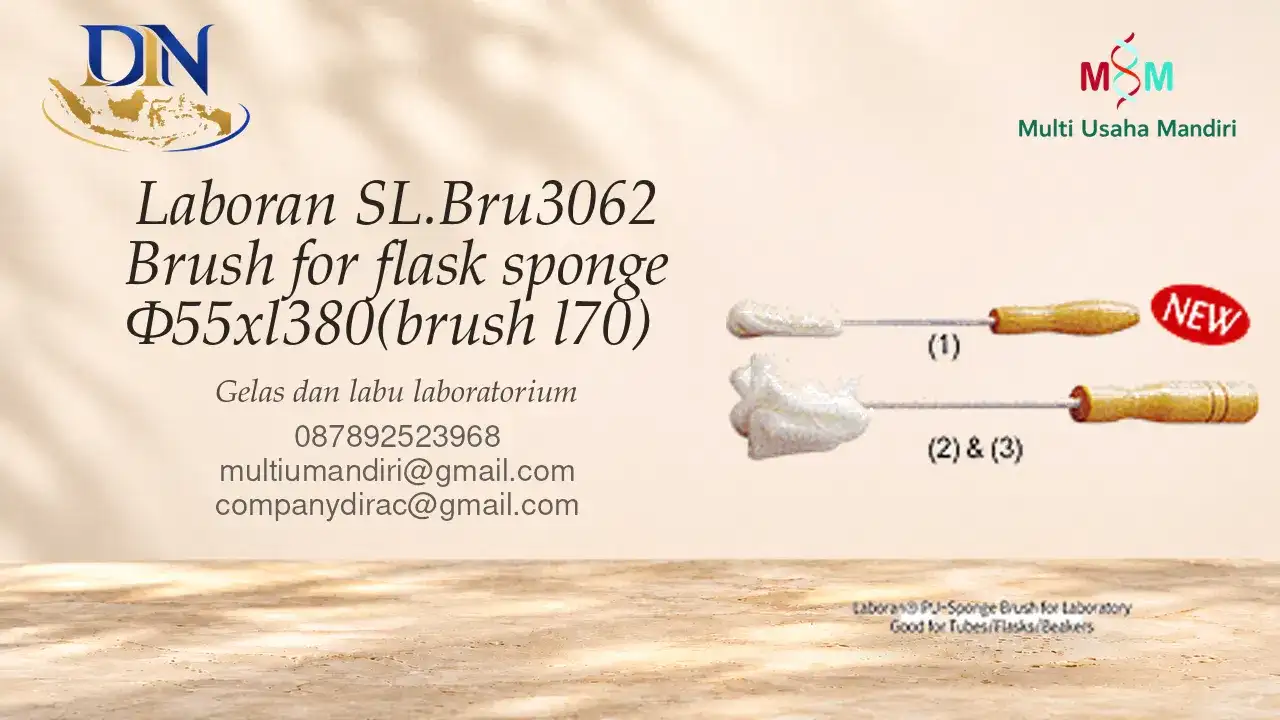 DN
MSM
Multi Usaha Mandiri
Laboran SL.Bru3062
Brush for flask sponge
Φ55xl380(brush l70)
Gelas dan labu laboratorium
087892523968
multiumandiri@gmail.com
companydirac@gmail.com
NEW
(1)
(2) & (3)
Laboran® PU-Sponge Brush for Laboratory
Good for Tubes/Flasks/Beakers